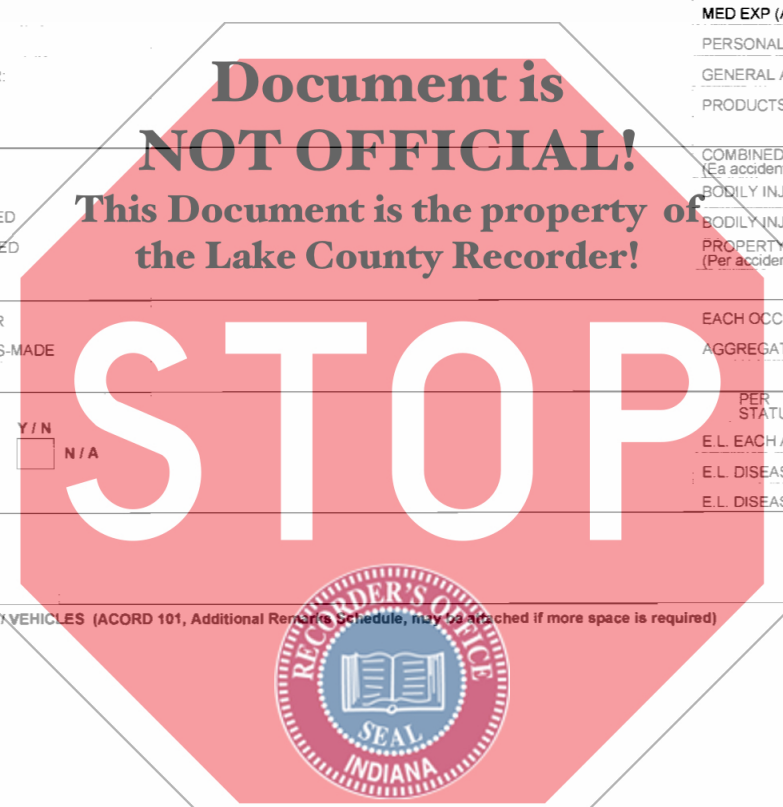 MED EXP (A
PERSONAL
GENERAL A
PRODUCTS
Document is
NOT OFFICIAL!
This Document is the property of
the Lake County Recorder!
COMBINED
(Ea acciden
BODILY INJ
BODILY INJ
PROPERTY
(Per acciden
ED
ED
R
S-MADE
EACH OCC
AGGREGAT
STOP
PER
STATU
Y / N
N / A
E.L. EACH A
E.L. DISEAS
E.L. DISEAS
/ VEHICLES (ACORD 101, Additional Remarks Schedule, may be attached if more space is required)
RECORDER'S OFFICE
SEAL
INDIANA